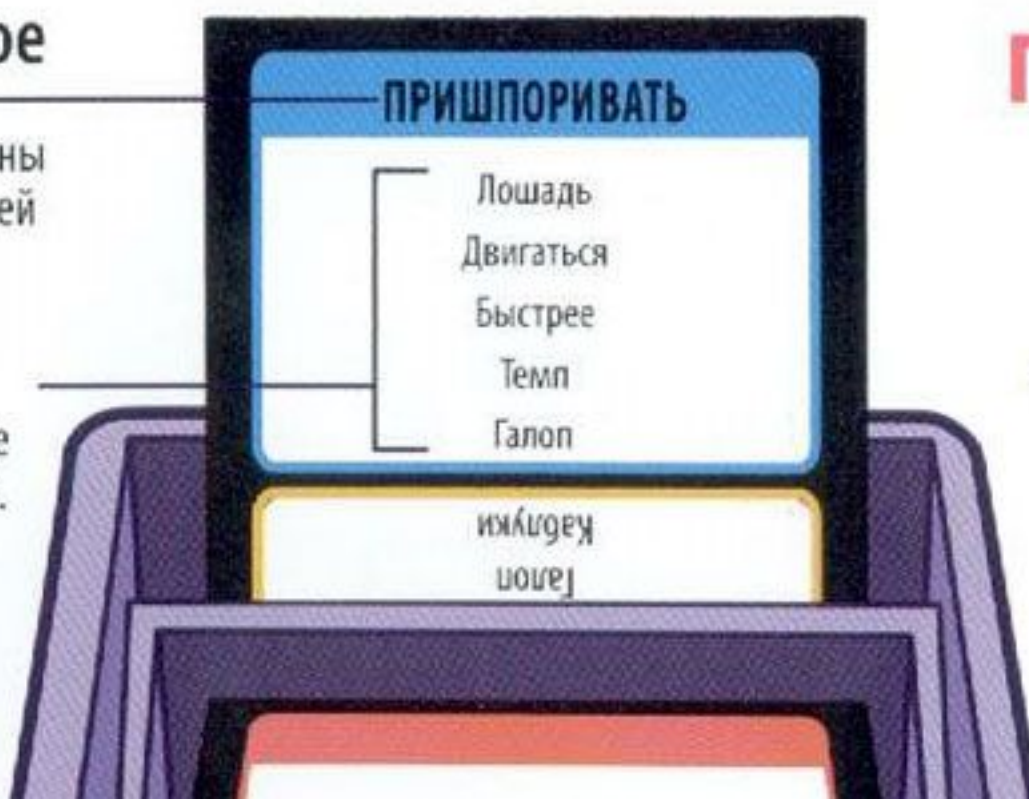 ое
ны
ей
е
ПРИШПОРИВАТЬ
Лошадь
Двигаться
Быстрее
Темп
Галоп
Каблуки
Галоп
П